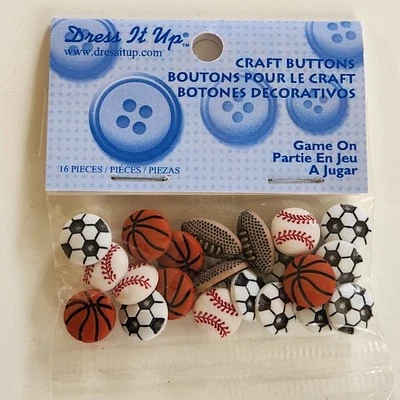 Dress It Up™
www.dressitup.com
CRAFT BUTTONS
BOUTONS POUR LE CRAFT
BOTONES DECORATIVOS
Game On
Partie En Jeu
A Jugar
16 PIECES / PIÈCES / PIEZAS